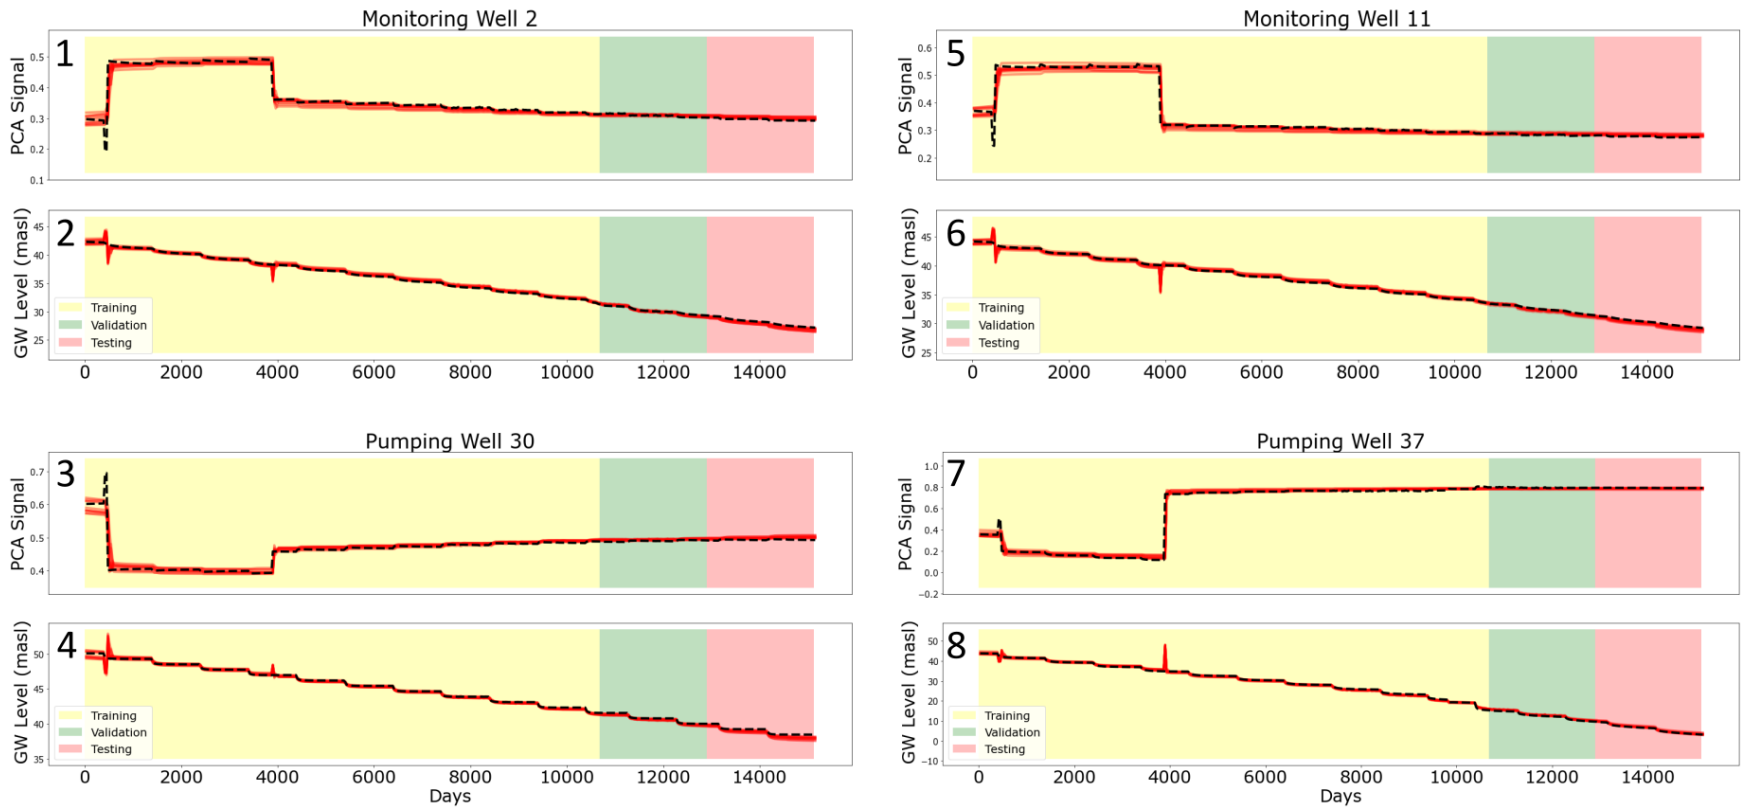 Monitoring Well 2
1
PCA Signal
0.5
0.4
0.3
0.2
0.1
2
GW Level (masl)
45
40
35
30
25
Training
Validation
Testing
0 2000 4000 6000 8000 10000 12000 14000
Monitoring Well 11
5
PCA Signal
0.6
0.5
0.4
0.3
0.2
6
GW Level (masl)
45
40
35
30
25
Training
Validation
Testing
0 2000 4000 6000 8000 10000 12000 14000
Pumping Well 30
3
PCA Signal
0.7
0.6
0.5
0.4
4
GW Level (masl)
50
45
40
35
Training
Validation
Testing
0 2000 4000 6000 8000 10000 12000 14000
Days
Pumping Well 37
7
PCA Signal
1.0
0.8
0.6
0.4
0.2
0.0
−0.2
8
GW Level (masl)
50
40
30
20
10
0
−10
Training
Validation
Testing
0 2000 4000 6000 8000 10000 12000 14000
Days